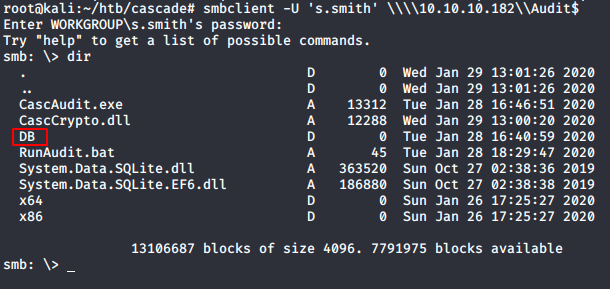 root@kali:~/htb/cascade# smbclient -U 's.smith' \\\\10.10.10.182\\Audit$
Enter WORKGROUP\s.smith's password:
Try "help" to get a list of possible commands.
smb: \> dir
. D 0 Wed Jan 29 13:01:26 2020
.. D 0 Wed Jan 29 13:01:26 2020
CascAudit.exe A 13312 Tue Jan 28 16:46:51 2020
CascCrypto.dll A 12288 Wed Jan 29 13:00:20 2020
DB D 0 Tue Jan 28 16:40:59 2020
RunAudit.bat A 45 Tue Jan 28 18:29:47 2020
System.Data.SQLite.dll A 363520 Sun Oct 27 02:38:36 2019
System.Data.SQLite.EF6.dll A 186880 Sun Oct 27 02:38:38 2019
x64 D 0 Sun Jan 26 17:25:27 2020
x86 D 0 Sun Jan 26 17:25:27 2020
13106687 blocks of size 4096. 7791975 blocks available
smb: \> _